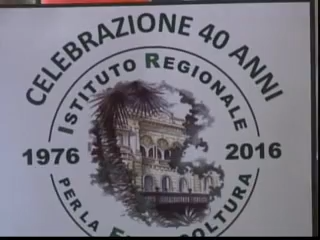 CELEBRAZIONE 40 ANNI
ISTITUTO REGIONALE
1976
2016
PER LA